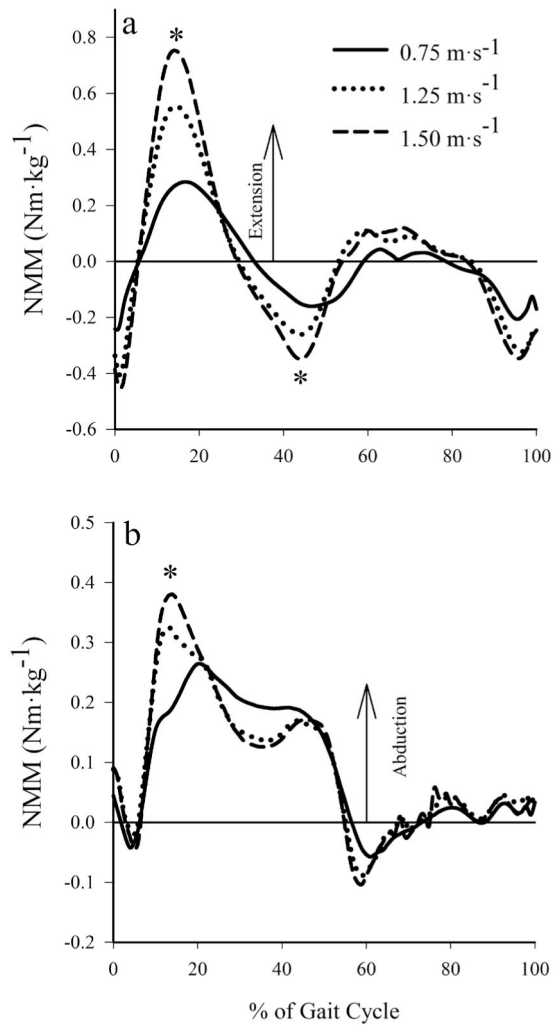 a
*
0.75 m·s-1
1.25 m·s-1
1.50 m·s-1
Extension
*
NMM (Nm·kg-1)
0.8
0.6
0.4
0.2
0.0
-0.2
-0.4
-0.6
0 20 40 60 80 100
b
*
Abduction
NMM (Nm·kg-1)
0.5
0.4
0.3
0.2
0.1
0.0
-0.1
-0.2
0 20 40 60 80 100
% of Gait Cycle